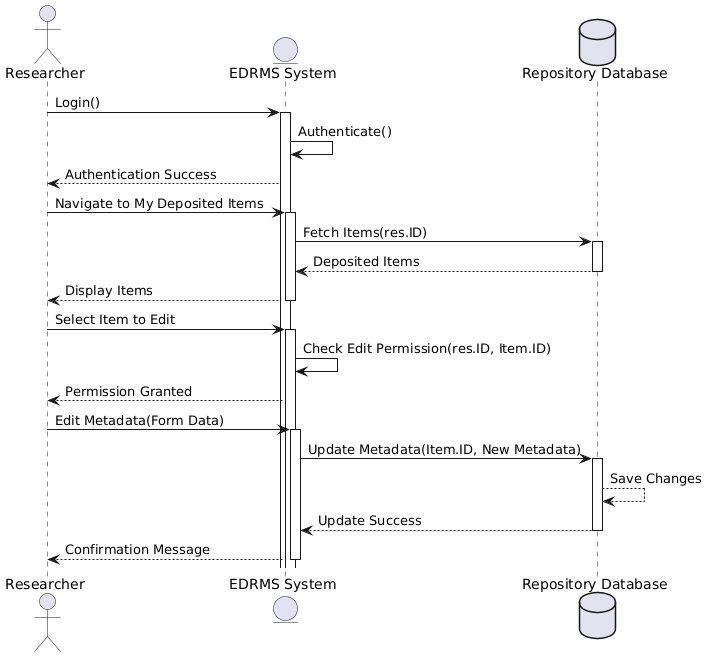 Researcher
EDRMS System
Repository Database
Login()
Authenticate()
Authentication Success
Navigate to My Deposited Items
Fetch Items(res.ID)
Deposited Items
Display Items
Select Item to Edit
Check Edit Permission(res.ID, Item.ID)
Permission Granted
Edit Metadata(Form Data)
Update Metadata(Item.ID, New Metadata)
Save Changes
Update Success
Confirmation Message
Researcher
EDRMS System
Repository Database